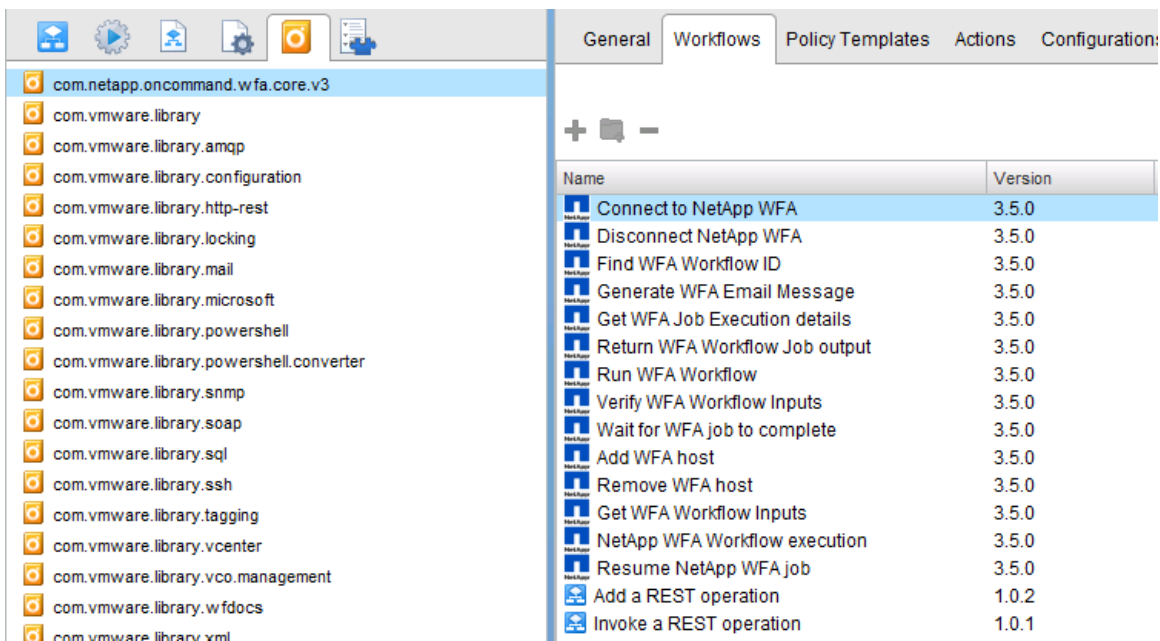 com.netapp.oncommand.wfa.core.v3
com.vmware.library
com.vmware.library.amqp
com.vmware.library.configuration
com.vmware.library.http-rest
com.vmware.library.locking
com.vmware.library.mail
com.vmware.library.microsoft
com.vmware.library.powershell
com.vmware.library.powershell.converter
com.vmware.library.snmp
com.vmware.library.soap
com.vmware.library.sql
com.vmware.library.ssh
com.vmware.library.tagging
com.vmware.library.vcenter
com.vmware.library.vco.management
com.vmware.library.wfdocs
com.vmware.library.xml
General Workflows Policy Templates Actions Configurations
Name Version
Connect to NetApp WFA 3.5.0
Disconnect NetApp WFA 3.5.0
Find WFA Workflow ID 3.5.0
Generate WFA Email Message 3.5.0
Get WFA Job Execution details 3.5.0
Return WFA Workflow Job output 3.5.0
Run WFA Workflow 3.5.0
Verify WFA Workflow Inputs 3.5.0
Wait for WFA job to complete 3.5.0
Add WFA host 3.5.0
Remove WFA host 3.5.0
Get WFA Workflow Inputs 3.5.0
NetApp WFA Workflow execution 3.5.0
Resume NetApp WFA job 3.5.0
Add a REST operation 1.0.2
Invoke a REST operation 1.0.1